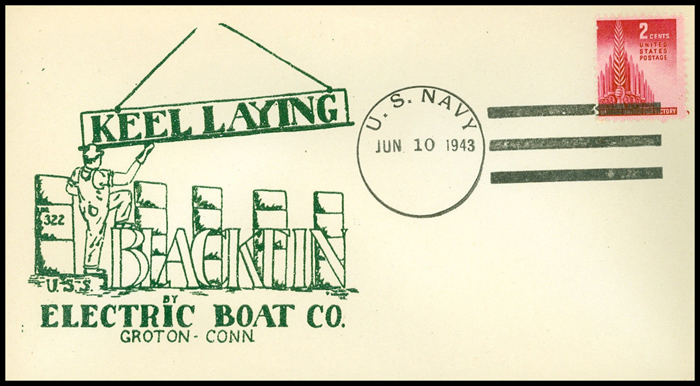 KEEL LAYING
322
U.S.S. BLACKFIN
BY
ELECTRIC BOAT CO.
GROTON - CONN.
U. S. NAVY
JUN 10 1943
2 CENTS
UNITED
STATES
POSTAGE